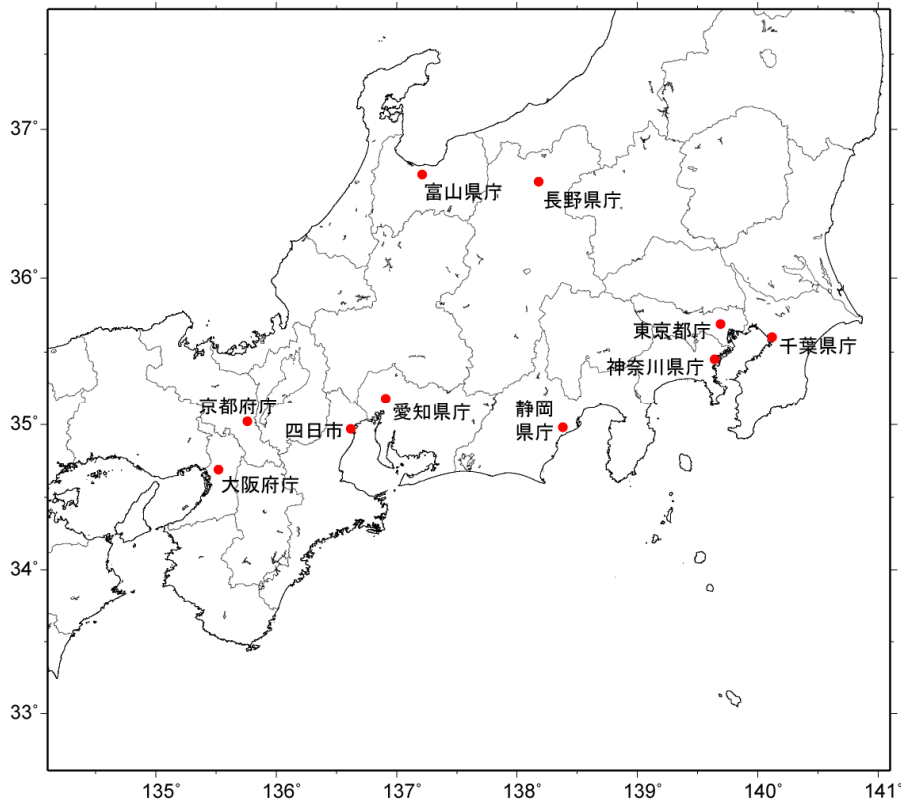 37°
富山県庁
長野県庁
36°
東京都庁
千葉県庁
神奈川県庁
京都府庁
愛知県庁
静岡
県庁
35°
四日市
大阪府庁
34°
33°
135°
136°
137°
138°
139°
140°
141°